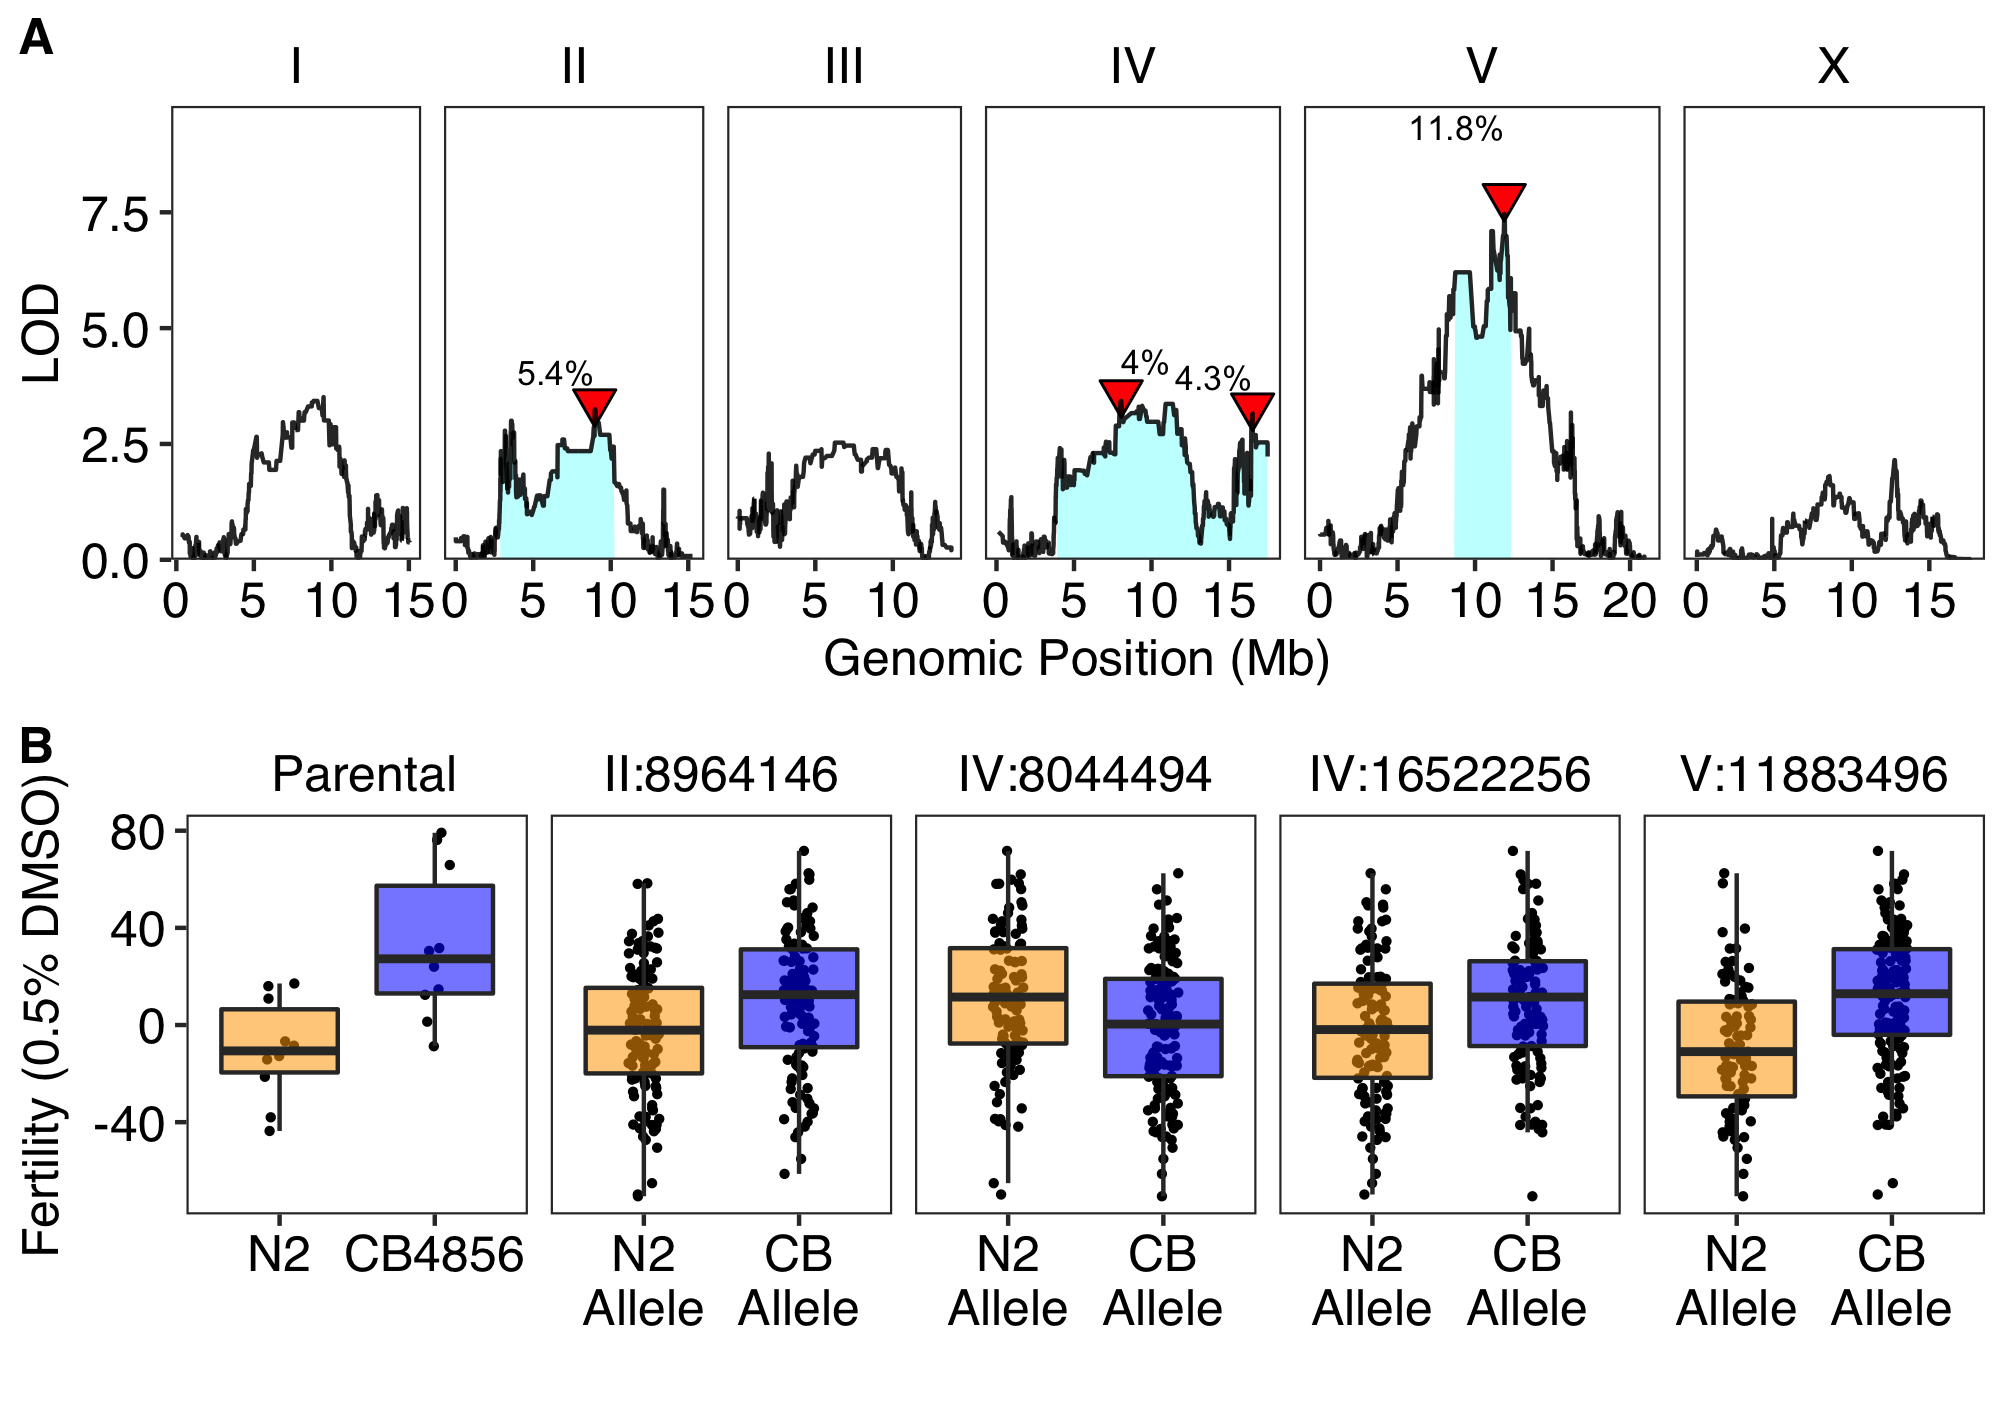 A
I II III IV V X
11.8%
7.5
5.0
4% 4.3%
5.4%
2.5
0.0
LOD
0 5 10 15 0 5 10 15 0 5 10 0 5 10 15 0 5 10 15 20 0 5 10 15
Genomic Position (Mb)
B
Parental II:8964146 IV:8044494 IV:16522256 V:11883496
80
40
0
-40
Fertility (0.5% DMSO)
N2 CB4856 N2 CB N2 CB N2 CB N2 CB
Allele Allele Allele Allele Allele Allele Allele Allele